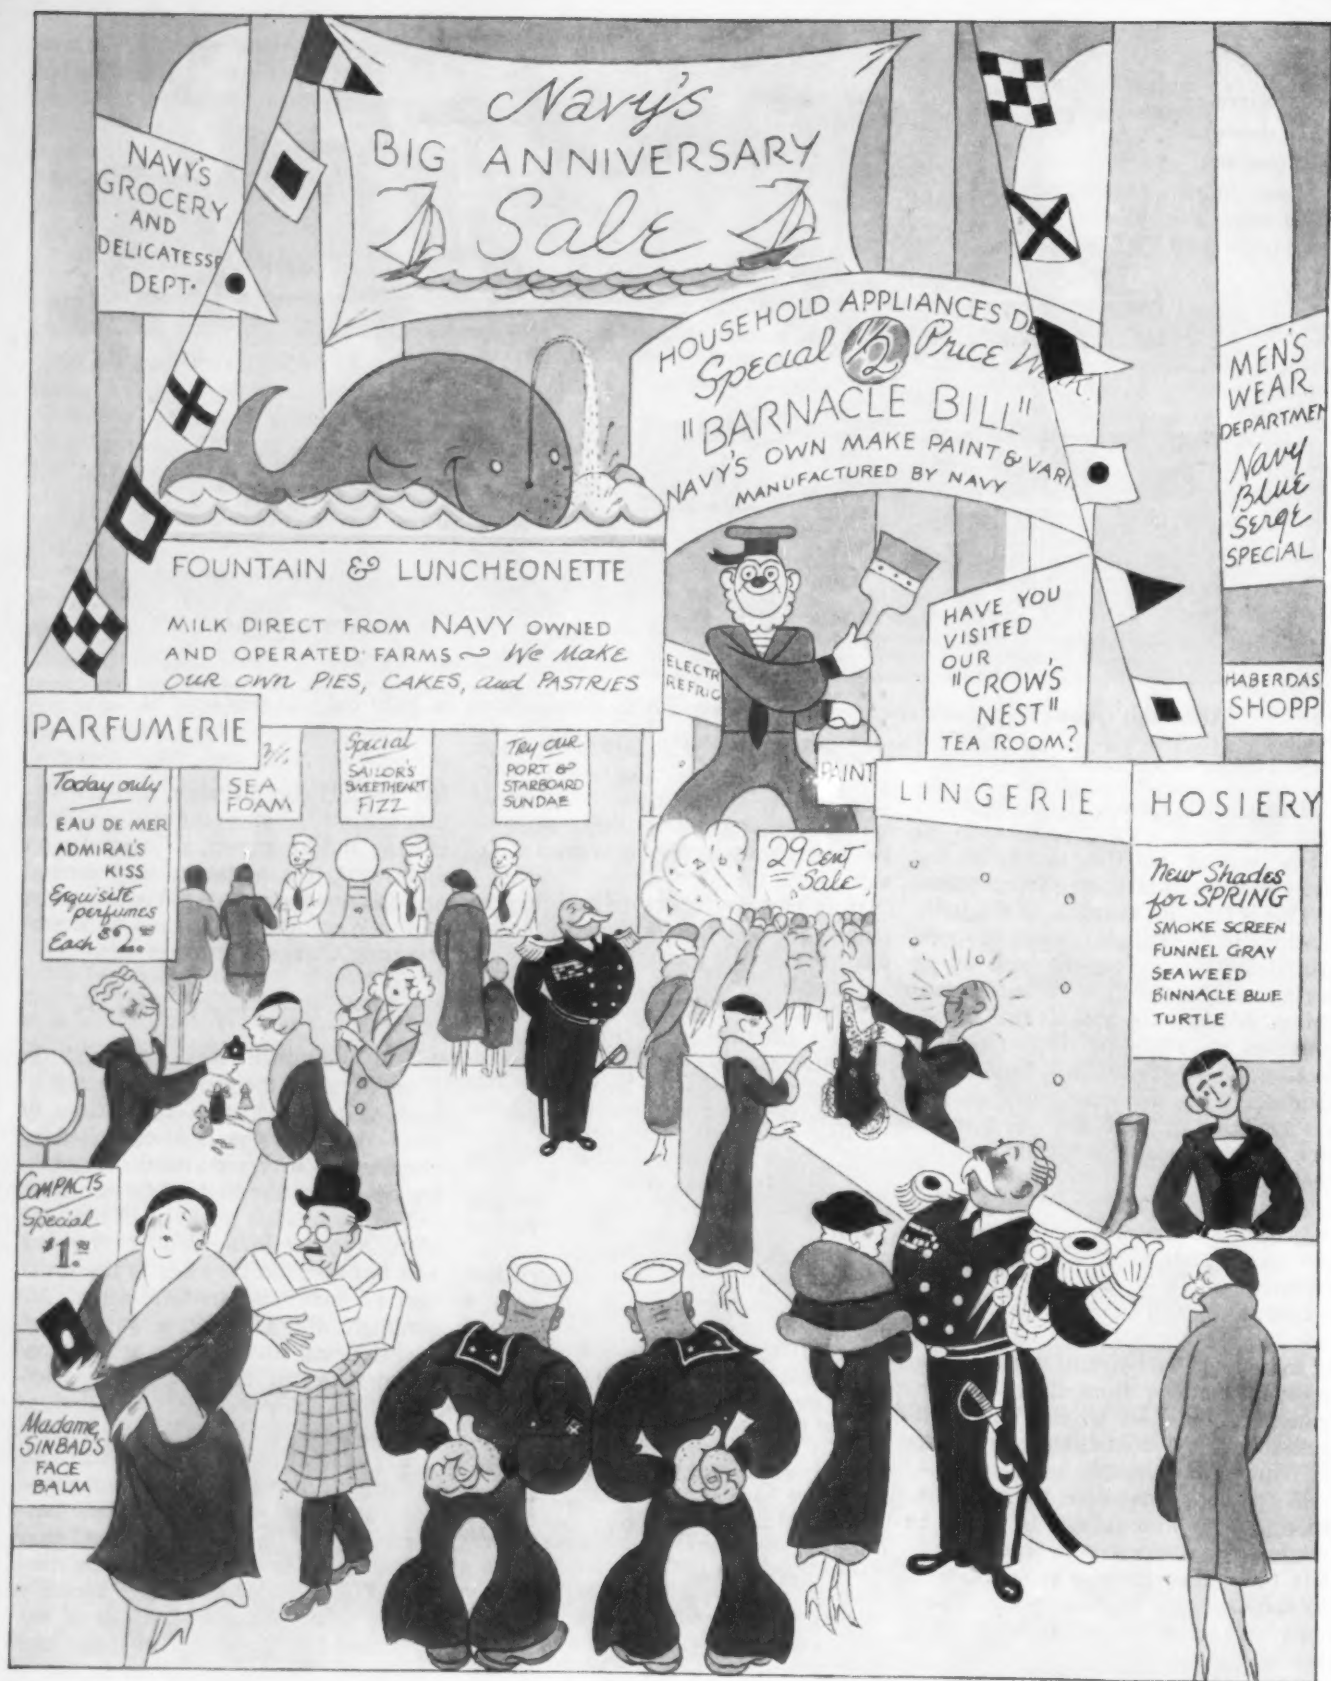 Navy's
BIG ANNIVERSARY
Sale
NAVY'S
GROCERY
AND
DELICATESS
DEPT.
HOUSEHOLD APPLIANCES DE
Special 1/2 Price
"BARNACLE BILL"
NAVY'S OWN MAKE PAINT & VARI
MANUFACTURED BY NAVY
MEN'S
WEAR
DEPARTMEN
Navy
Blue
Serge
SPECIAL
FOUNTAIN & LUNCHEONETTE
MILK DIRECT FROM NAVY OWNED
AND OPERATED FARMS ~ We Make
OUR OWN PIES, CAKES, and PASTRIES
ELECTR
REFRIG
HAVE YOU
VISITED
OUR
"CROW'S
NEST"
TEA ROOM?
HABERDAS
SHOPP
PARFUMERIE
Today only
EAU DE MER
ADMIRAL'S
KISS
Exquisite
perfumes
Each $2.00
SEA
FOAM
Special
SAILOR'S
SWEETHEART
FIZZ
Try our
PORT &
STARBOARD
SUNDAE
PAINT
29 cent
Sale
LINGERIE
HOSIERY
New Shades
for SPRING
SMOKE SCREEN
FUNNEL GRAY
SEAWEED
BINNACLE BLUE
TURTLE
COMPACTS
Special
$1.00
Madame
SINBAD'S
FACE
BALM